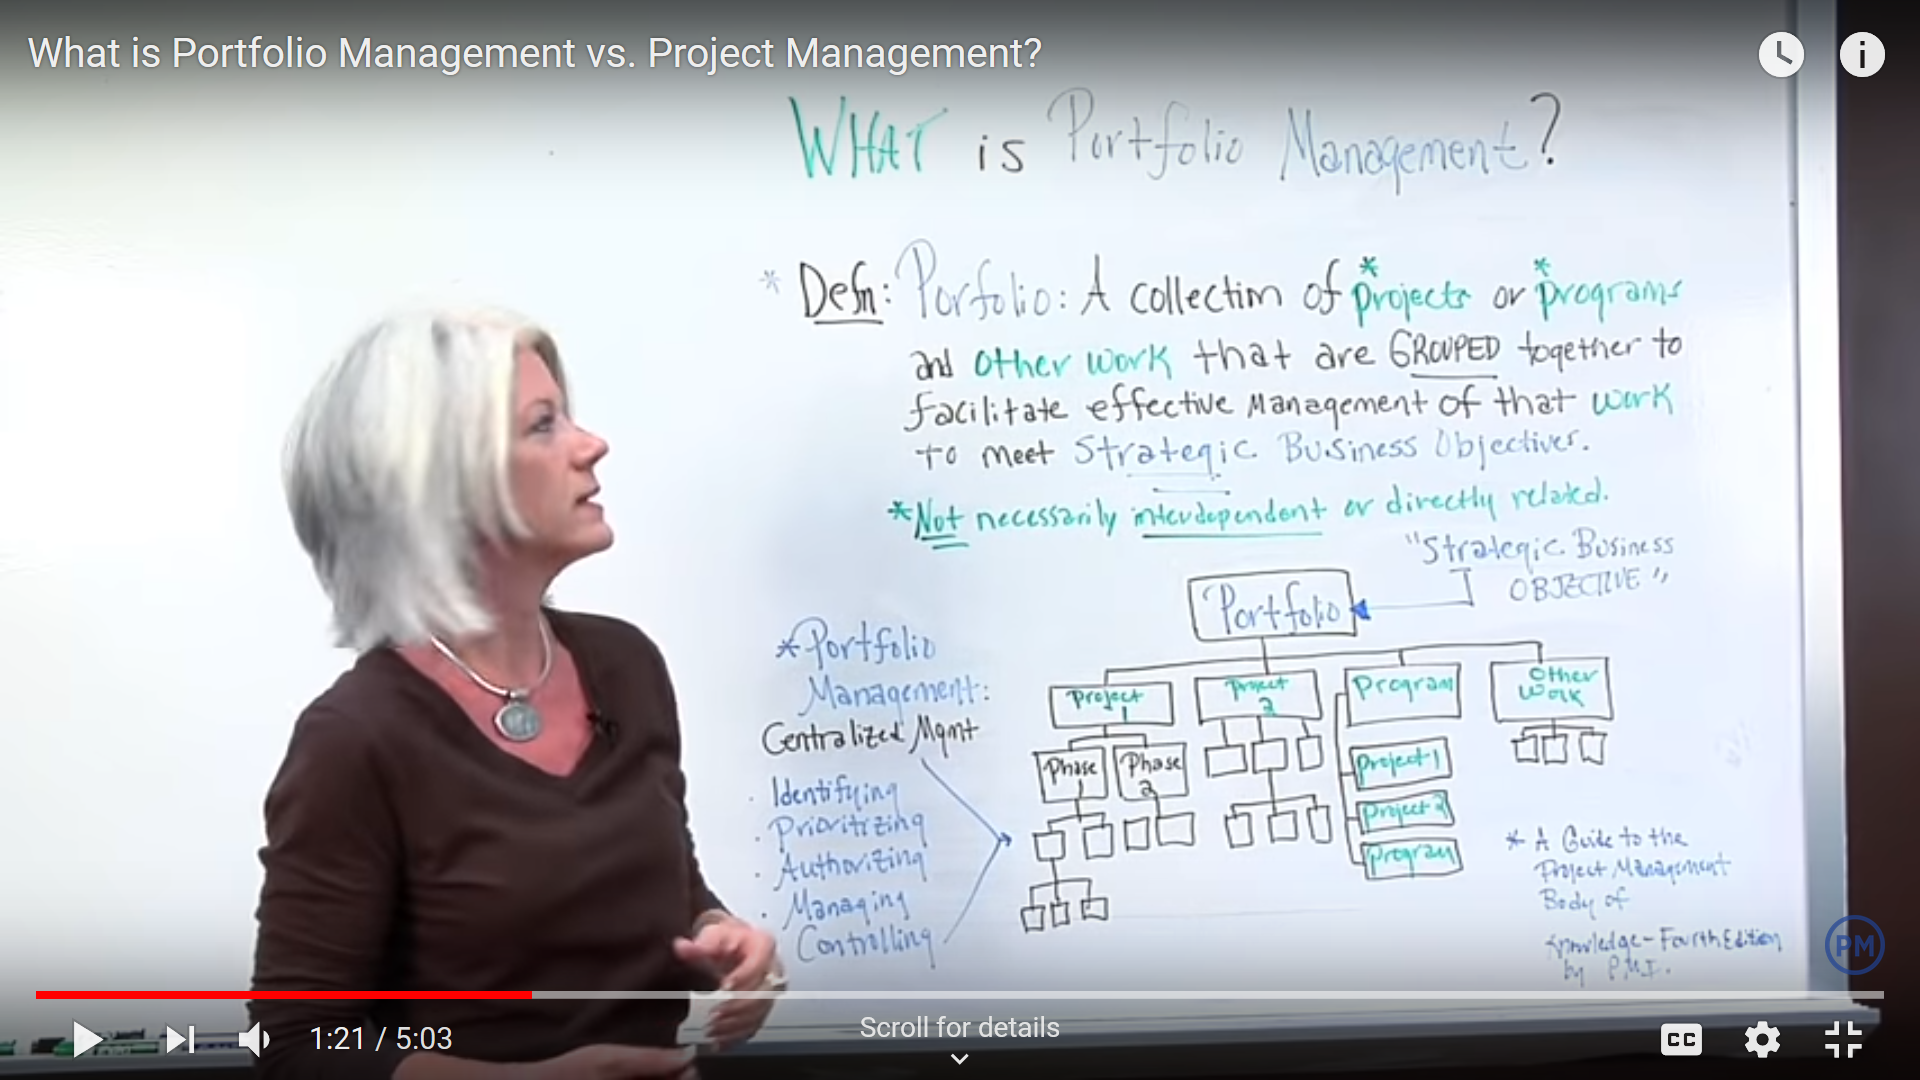 What is Portfolio Management vs. Project Management?
WHAT is Portfolio Management?
* Defn: Porfolio: A collection of *projects or *programs
and other work that are GROUPED together to
facilitate effective Management of that work
to meet Strategic Business Objectives.
*Not necessarily interdependent or directly related.
"Strategic Business
OBJECTIVE"
Portfolio
Project 1
Project 2
Program
Other Work
Phase 1
Phase 2
Project 1
Project 2
Program
*Portfolio
Management:
Centralized Mgmt
· Identifying
· Prioritizing
· Authorizing
· Managing
Controlling
* A Guide to the
Project Management
Body of
Knowledge - Fourth Edition
by P.M.I.
PM
1:21 / 5:03
Scroll for details
CC